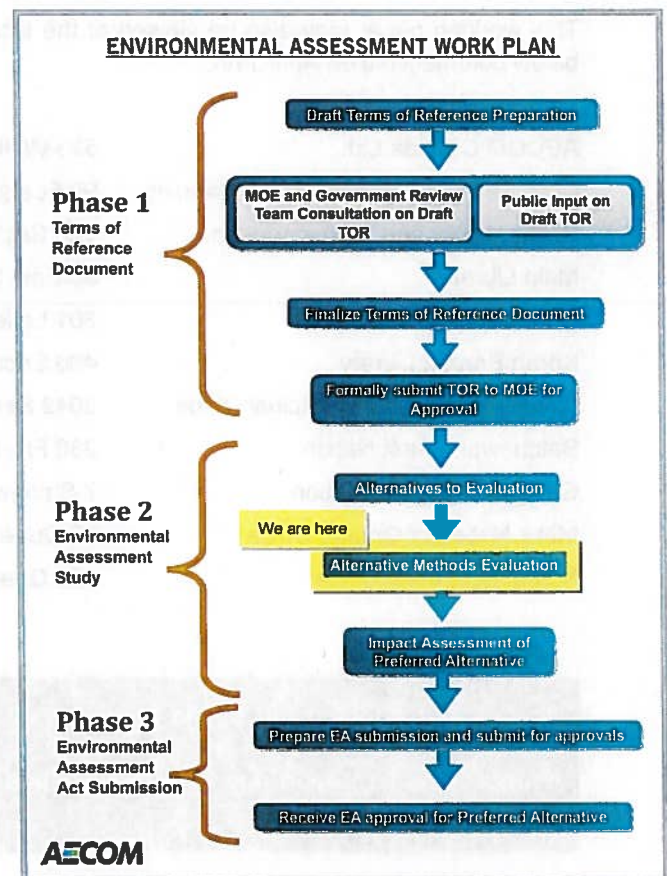 ENVIRONMENTAL ASSESSMENT WORK PLAN
Phase 1
Terms of
Reference
Document
Draft Terms of Reference Preparation
MOE and Government Review
Team Consultation on Draft
TOR
Public Input on
Draft TOR
Finalize Terms of Reference Document
Formally submit TOR to MOE for
Approval
Phase 2
Environmental
Assessment
Study
Alternatives to Evaluation
We are here
Alternative Methods Evaluation
Impact Assessment of
Preferred Alternative
Phase 3
Environmental
Assessment
Act Submission
Prepare EA submission and submit for approvals
Receive EA approval for Preferred Alternative
AECOM